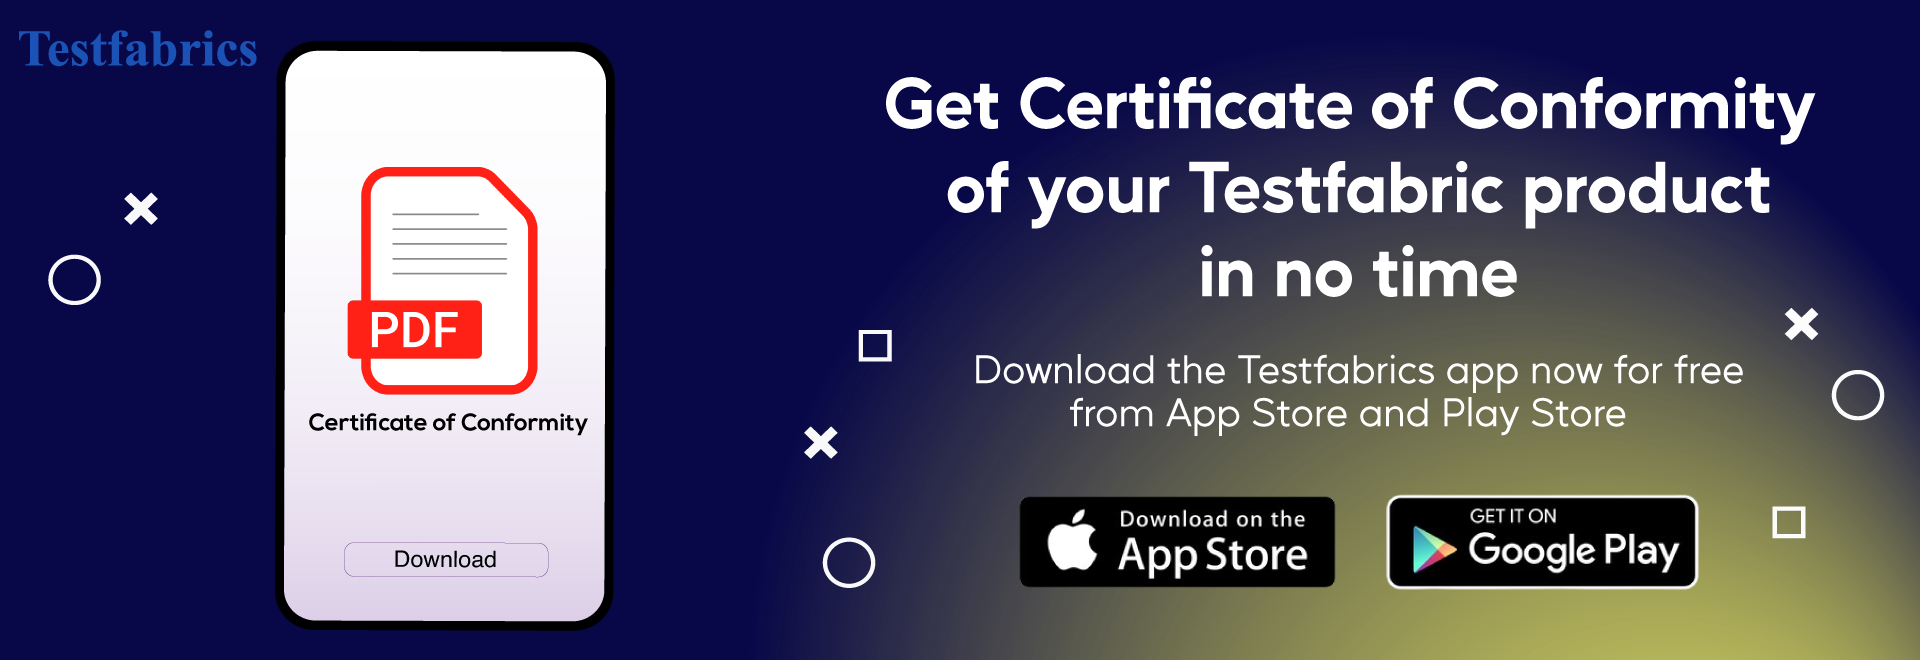 Testfabrics
PDF
Certificate of Conformity
Download
Get Certificate of Conformity
of your Testfabric product
in no time
Download the Testfabrics app now for free
from App Store and Play Store
Download on the
App Store
GET IT ON
Google Play